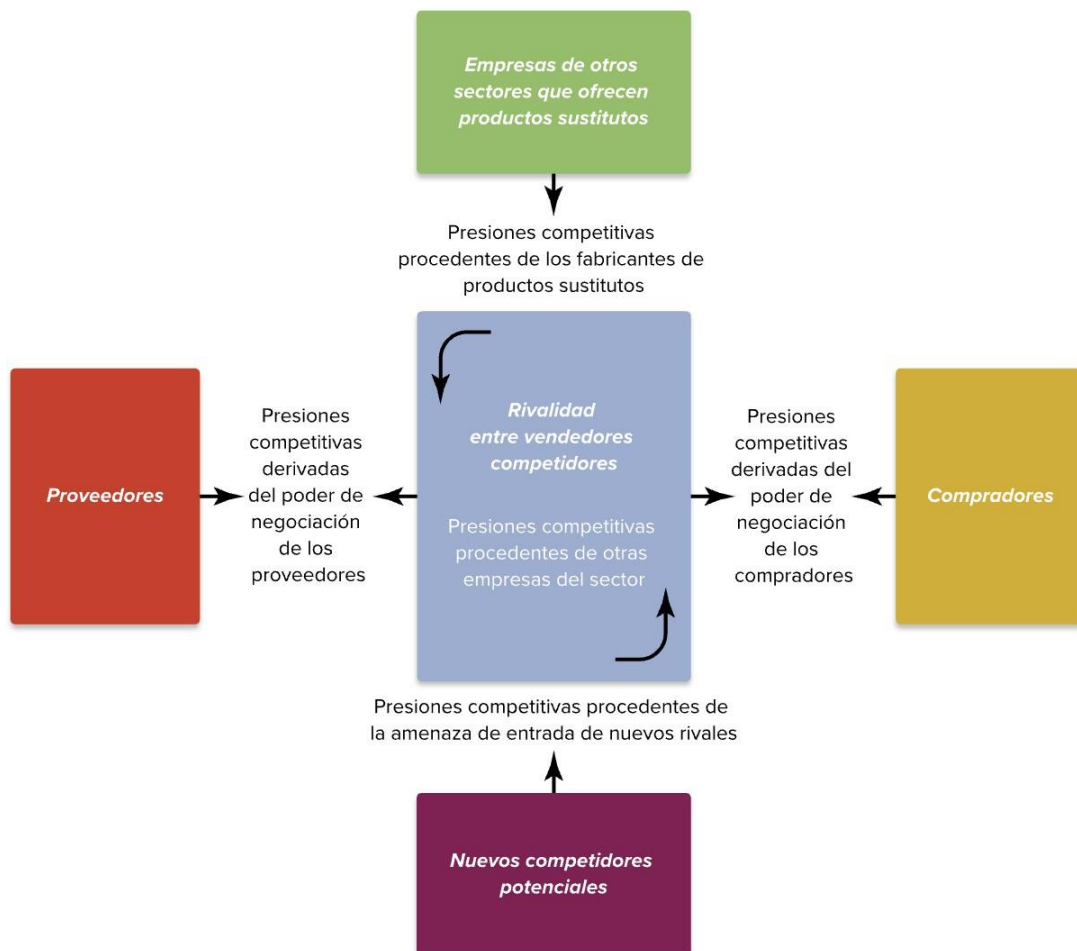 Empresas de otros
sectores que ofrecen
productos sustitutos
Presiones competitivas
procedentes de los fabricantes de
productos sustitutos
Proveedores
Presiones
competitivas
derivadas
del poder de
negociación
de los
proveedores
Rivalidad
entre vendedores
competidores
Presiones competitivas
procedentes de otras
empresas del sector
Presiones
competitivas
derivadas del
poder de
negociación
de los
compradores
Compradores
Presiones competitivas procedentes de
la amenaza de entrada de nuevos rivales
Nuevos competidores
potenciales